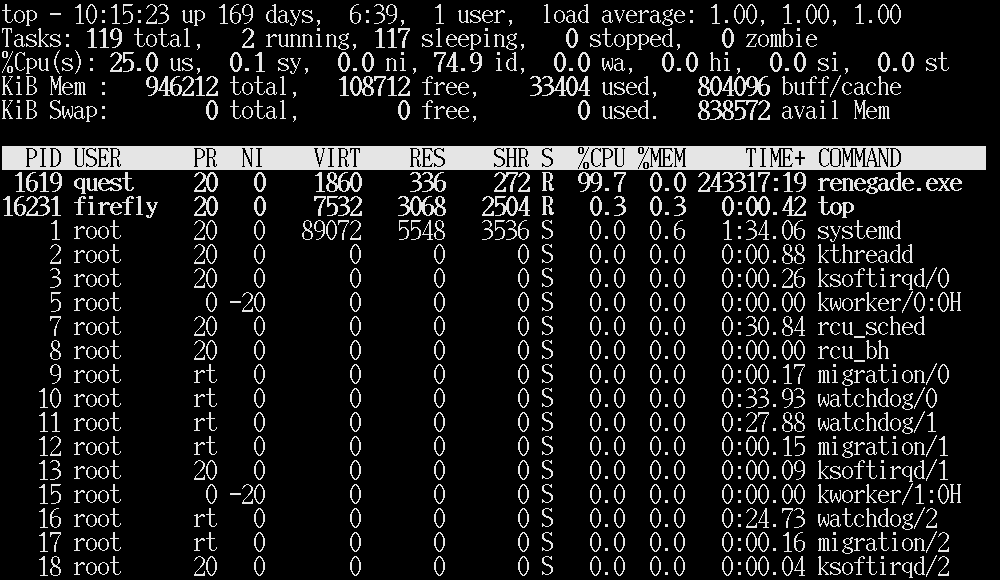 top - 10:15:23 up 169 days,  6:39,  1 user,  load average: 1.00, 1.00, 1.00
Tasks: 119 total,   2 running, 117 sleeping,   0 stopped,   0 zombie
%Cpu(s): 25.0 us,  0.1 sy,  0.0 ni, 74.9 id,  0.0 wa,  0.0 hi,  0.0 si,  0.0 st
KiB Mem :   946212 total,   108712 free,    33404 used,   804096 buff/cache
KiB Swap:        0 total,        0 free,        0 used.   838572 avail Mem
PID USER      PR  NI    VIRT    RES    SHR S  %CPU %MEM     TIME+ COMMAND
1619 quest     20   0    1860    336    272 R  99.7  0.0 243317:19 renegade.exe
16231 firefly   20   0    7532   3068   2504 R   0.3  0.3   0:00.42 top
1 root      20   0   89072   5548   3536 S   0.0  0.6   1:34.06 systemd
2 root      20   0       0      0      0 S   0.0  0.0   0:00.88 kthreadd
3 root      20   0       0      0      0 S   0.0  0.0   0:00.26 ksoftirqd/0
5 root       0 -20       0      0      0 S   0.0  0.0   0:00.00 kworker/0:0H
7 root      20   0       0      0      0 S   0.0  0.0   0:30.84 rcu_sched
8 root      20   0       0      0      0 S   0.0  0.0   0:00.00 rcu_bh
9 root      rt   0       0      0      0 S   0.0  0.0   0:00.17 migration/0
10 root      rt   0       0      0      0 S   0.0  0.0   0:33.93 watchdog/0
11 root      rt   0       0      0      0 S   0.0  0.0   0:27.88 watchdog/1
12 root      rt   0       0      0      0 S   0.0  0.0   0:00.15 migration/1
13 root      20   0       0      0      0 S   0.0  0.0   0:00.09 ksoftirqd/1
15 root       0 -20       0      0      0 S   0.0  0.0   0:00.00 kworker/1:0H
16 root      rt   0       0      0      0 S   0.0  0.0   0:24.73 watchdog/2
17 root      rt   0       0      0      0 S   0.0  0.0   0:00.16 migration/2
18 root      20   0       0      0      0 S   0.0  0.0   0:00.04 ksoftirqd/2